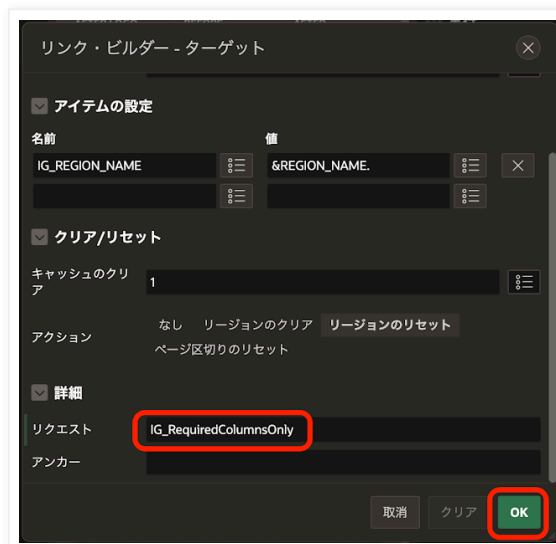 リンク・ビルダー - ターゲット
アイテムの設定
名前 値
IG_REGION_NAME &REGION_NAME.
クリア/リセット
キャッシュのクリ
ア
1
アクション
なし リージョンのクリア リージョンのリセット
ページ区切りのリセット
詳細
リクエスト IG_RequiredColumnsOnly
アンカー
取消 クリア OK